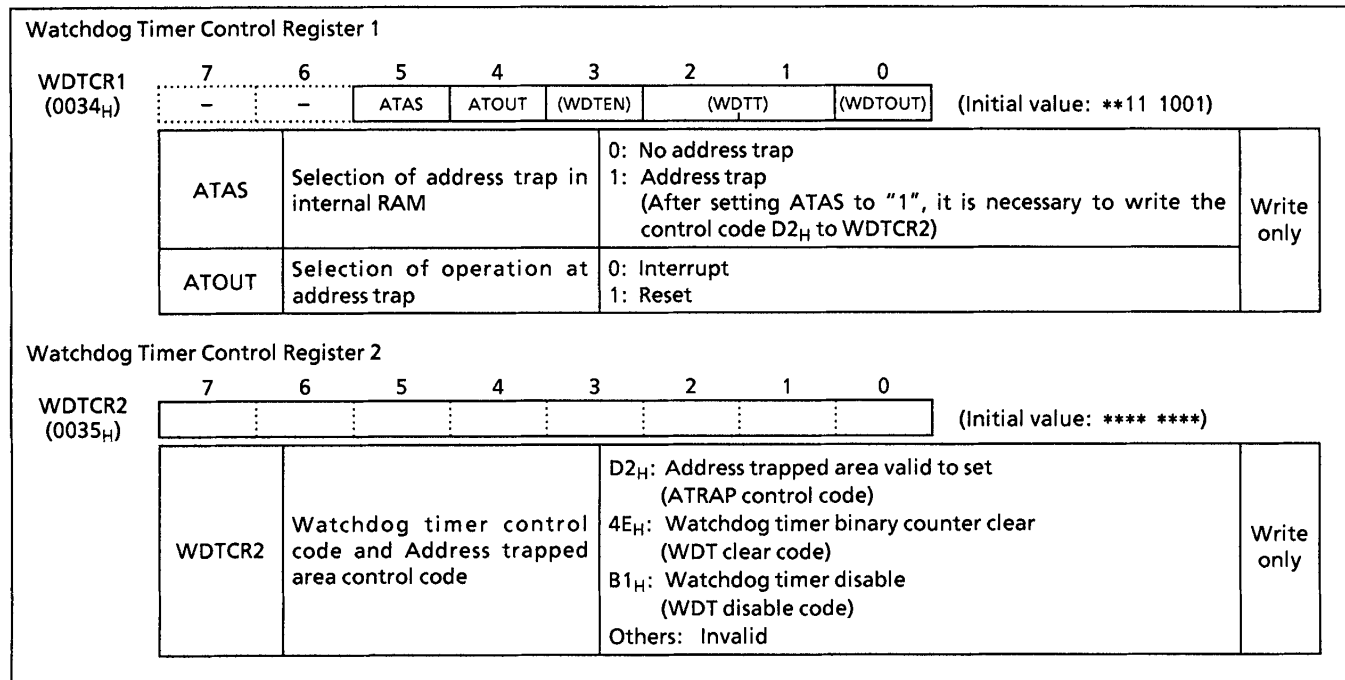 Watchdog Timer Control Register 1
7 6 5 4 3 2 1 0
WDTCR1
(0034H)
– – ATAS ATOUT (WDTEN) (WDTT) (WDTOUT) (Initial value: **11 1001)
ATAS
Selection of address trap in
internal RAM
0: No address trap
1: Address trap
(After setting ATAS to "1", it is necessary to write the
control code D2H to WDTCR2)
Write
only
ATOUT
Selection of operation at
address trap
0: Interrupt
1: Reset
Watchdog Timer Control Register 2
7 6 5 4 3 2 1 0
WDTCR2
(0035H)
(Initial value: **** ****)
WDTCR2
Watchdog timer control
code and Address trapped
area control code
D2H: Address trapped area valid to set
(ATRAP control code)
4EH: Watchdog timer binary counter clear
(WDT clear code)
B1H: Watchdog timer disable
(WDT disable code)
Others: Invalid
Write
only